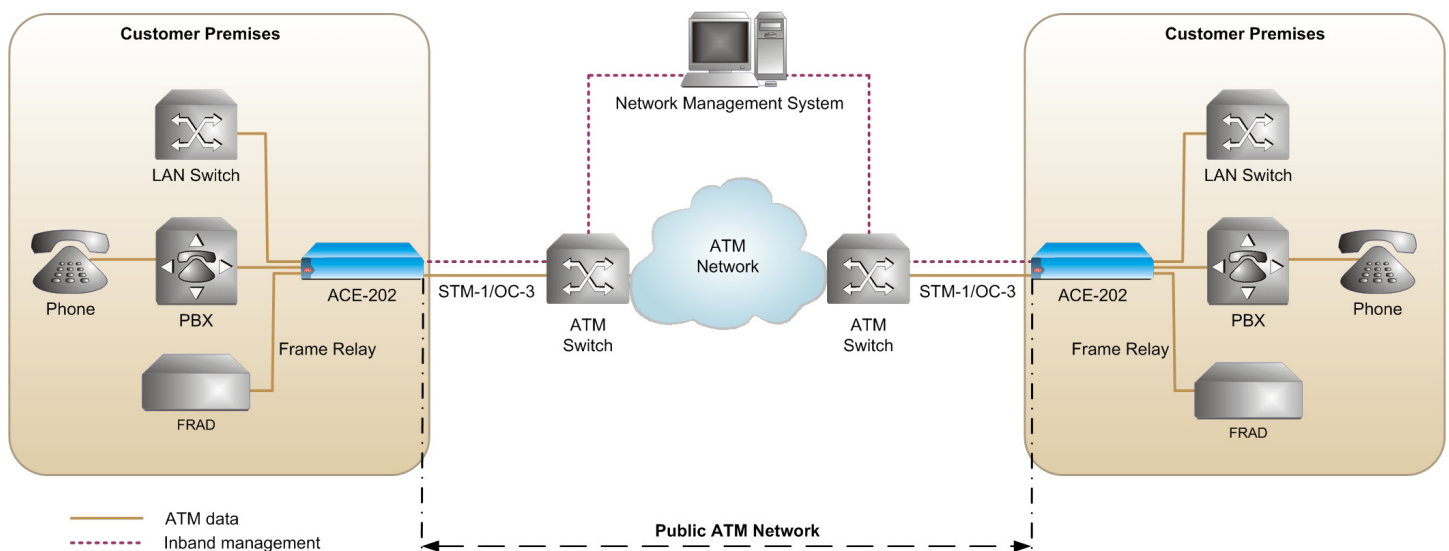 Customer Premises
LAN Switch
Phone
PBX
ACE-202
Frame Relay
FRAD
STM-1/OC-3
Network Management System
ATM
Switch
ATM
Network
ATM
Switch
STM-1/OC-3
Customer Premises
LAN Switch
ACE-202
PBX
Phone
Frame Relay
FRAD
ATM data
Inband management
Public ATM Network